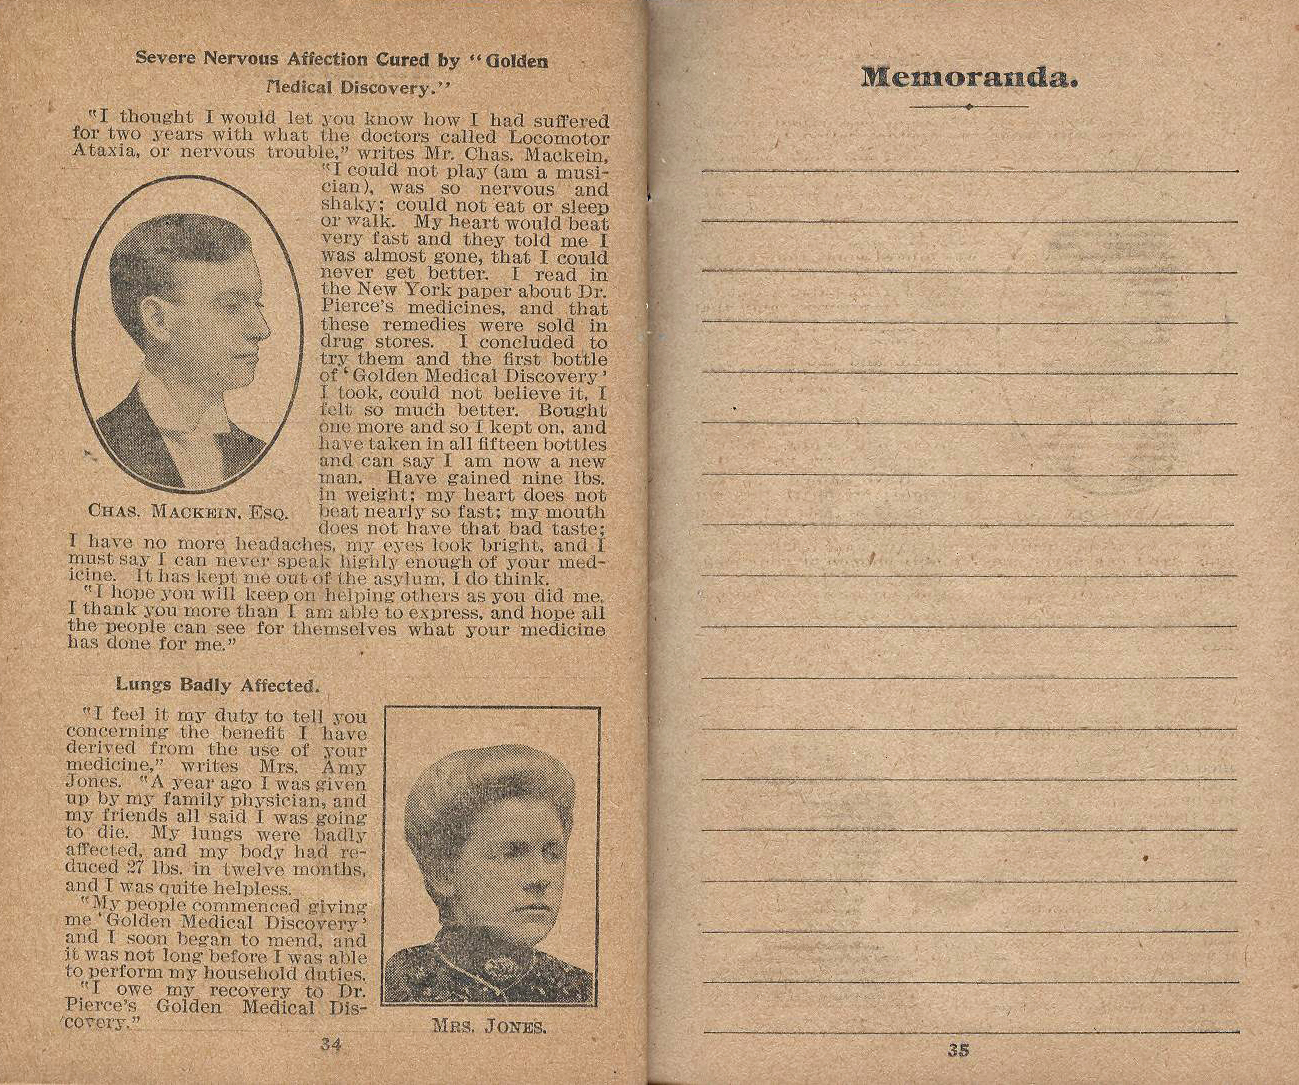 Severe Nervous Affection Cured by "Golden
Medical Discovery."
"I thought I would let you know how I had suffered
for two years with what the doctors called Locomotor
Ataxia, or nervous trouble," writes Mr. Chas. Mackein,
"I could not play (am a musi-
cian), was so nervous and
shaky; could not eat or sleep
or walk. My heart would beat
very fast and they told me I
was almost gone, that I could
never get better. I read in
the New York paper about Dr.
Pierce's medicines, and that
these remedies were sold in
drug stores. I concluded to
try them and the first bottle
of 'Golden Medical Discovery'
I took, could not believe it, I
felt so much better. Bought
one more and so I kept on, and
have taken in all fifteen bottles
and can say I am now a new
man. Have gained nine lbs.
in weight; my heart does not
beat nearly so fast; my mouth
does not have that bad taste;
CHAS. MACKEIN, ESQ.
I have no more headaches, my eyes look bright, and I
must say I can never speak highly enough of your med-
icine. It has kept me out of the asylum, I do think.
"I hope you will keep on helping others as you did me.
I thank you more than I am able to express, and hope all
the people can see for themselves what your medicine
has done for me."
Lungs Badly Affected.
"I feel it my duty to tell you
concerning the benefit I have
derived from the use of your
medicine," writes Mrs. Amy
Jones. "A year ago I was given
up by my family physician, and
my friends all said I was going
to die. My lungs were badly
affected, and my body had re-
duced 27 lbs. in twelve months,
and I was quite helpless.
"My people commenced giving
me 'Golden Medical Discovery'
and I soon began to mend, and
it was not long before I was able
to perform my household duties.
"I owe my recovery to Dr.
Pierce's Golden Medical Dis-
covery."
MRS. JONES.
34
Memoranda.
35